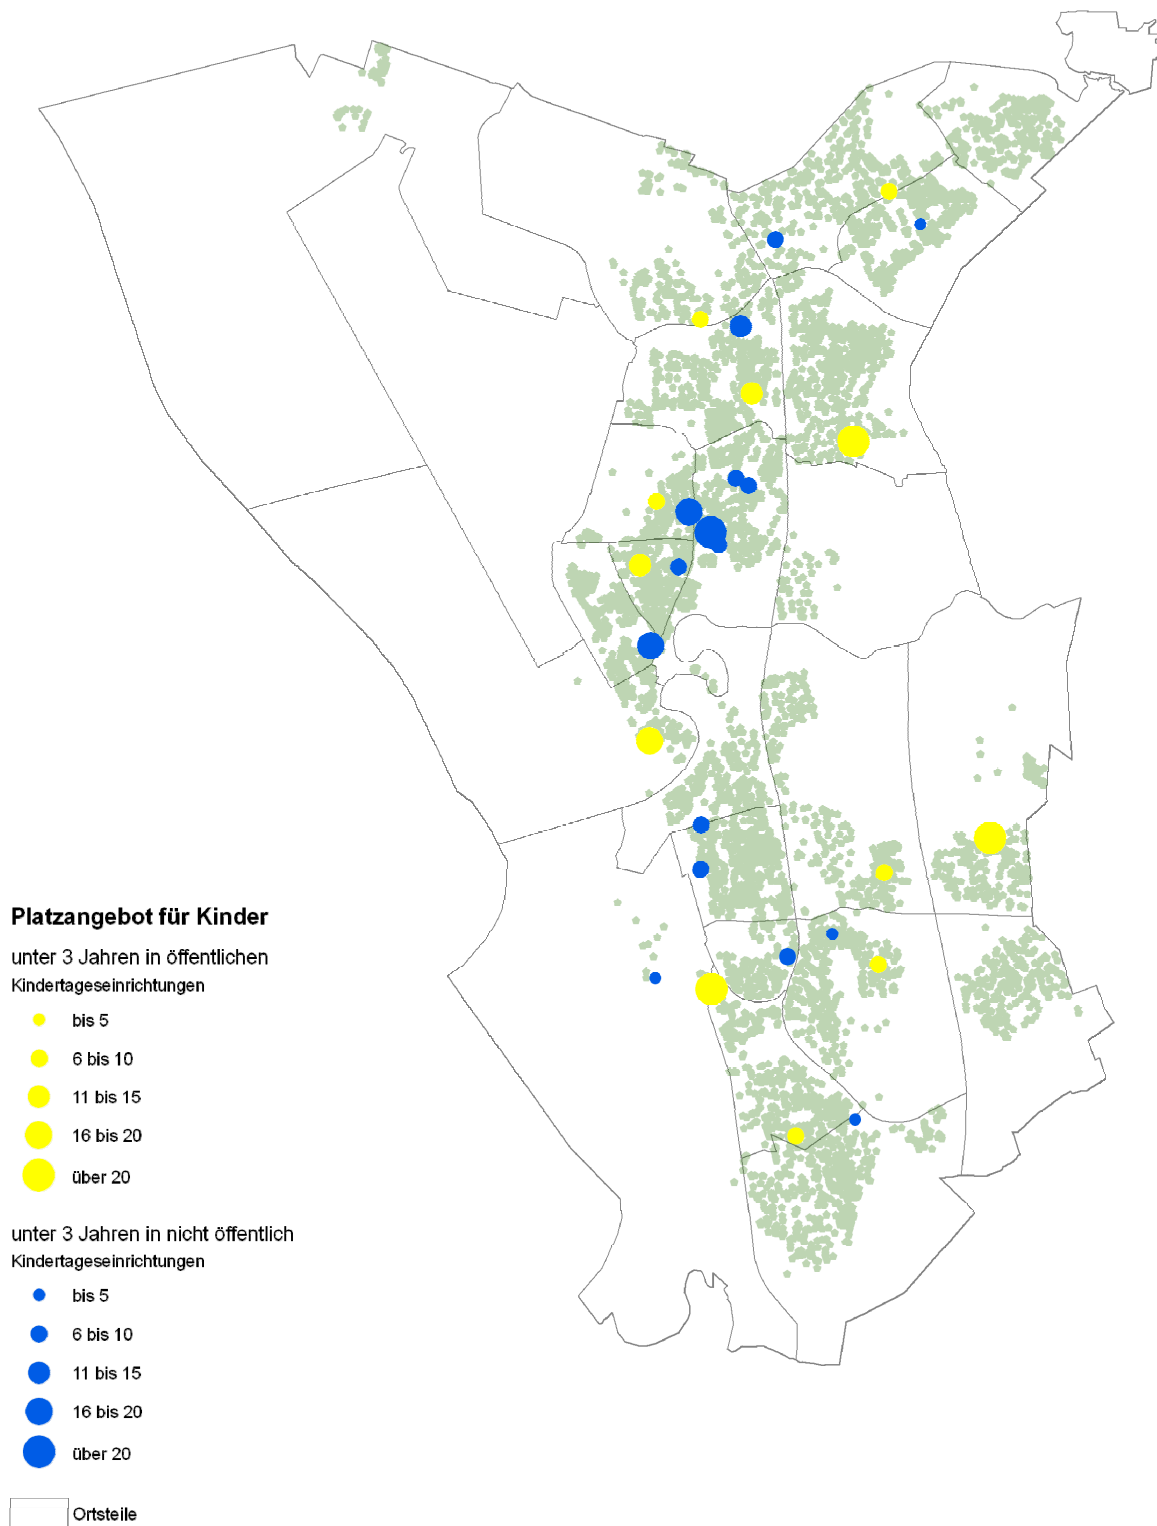 Platzangebot für Kinder
unter 3 Jahren in öffentlichen
Kindertageseinrichtungen
bis 5
6 bis 10
11 bis 15
16 bis 20
über 20
unter 3 Jahren in nicht öffentlich
Kindertageseinrichtungen
bis 5
6 bis 10
11 bis 15
16 bis 20
über 20
Ortsteile